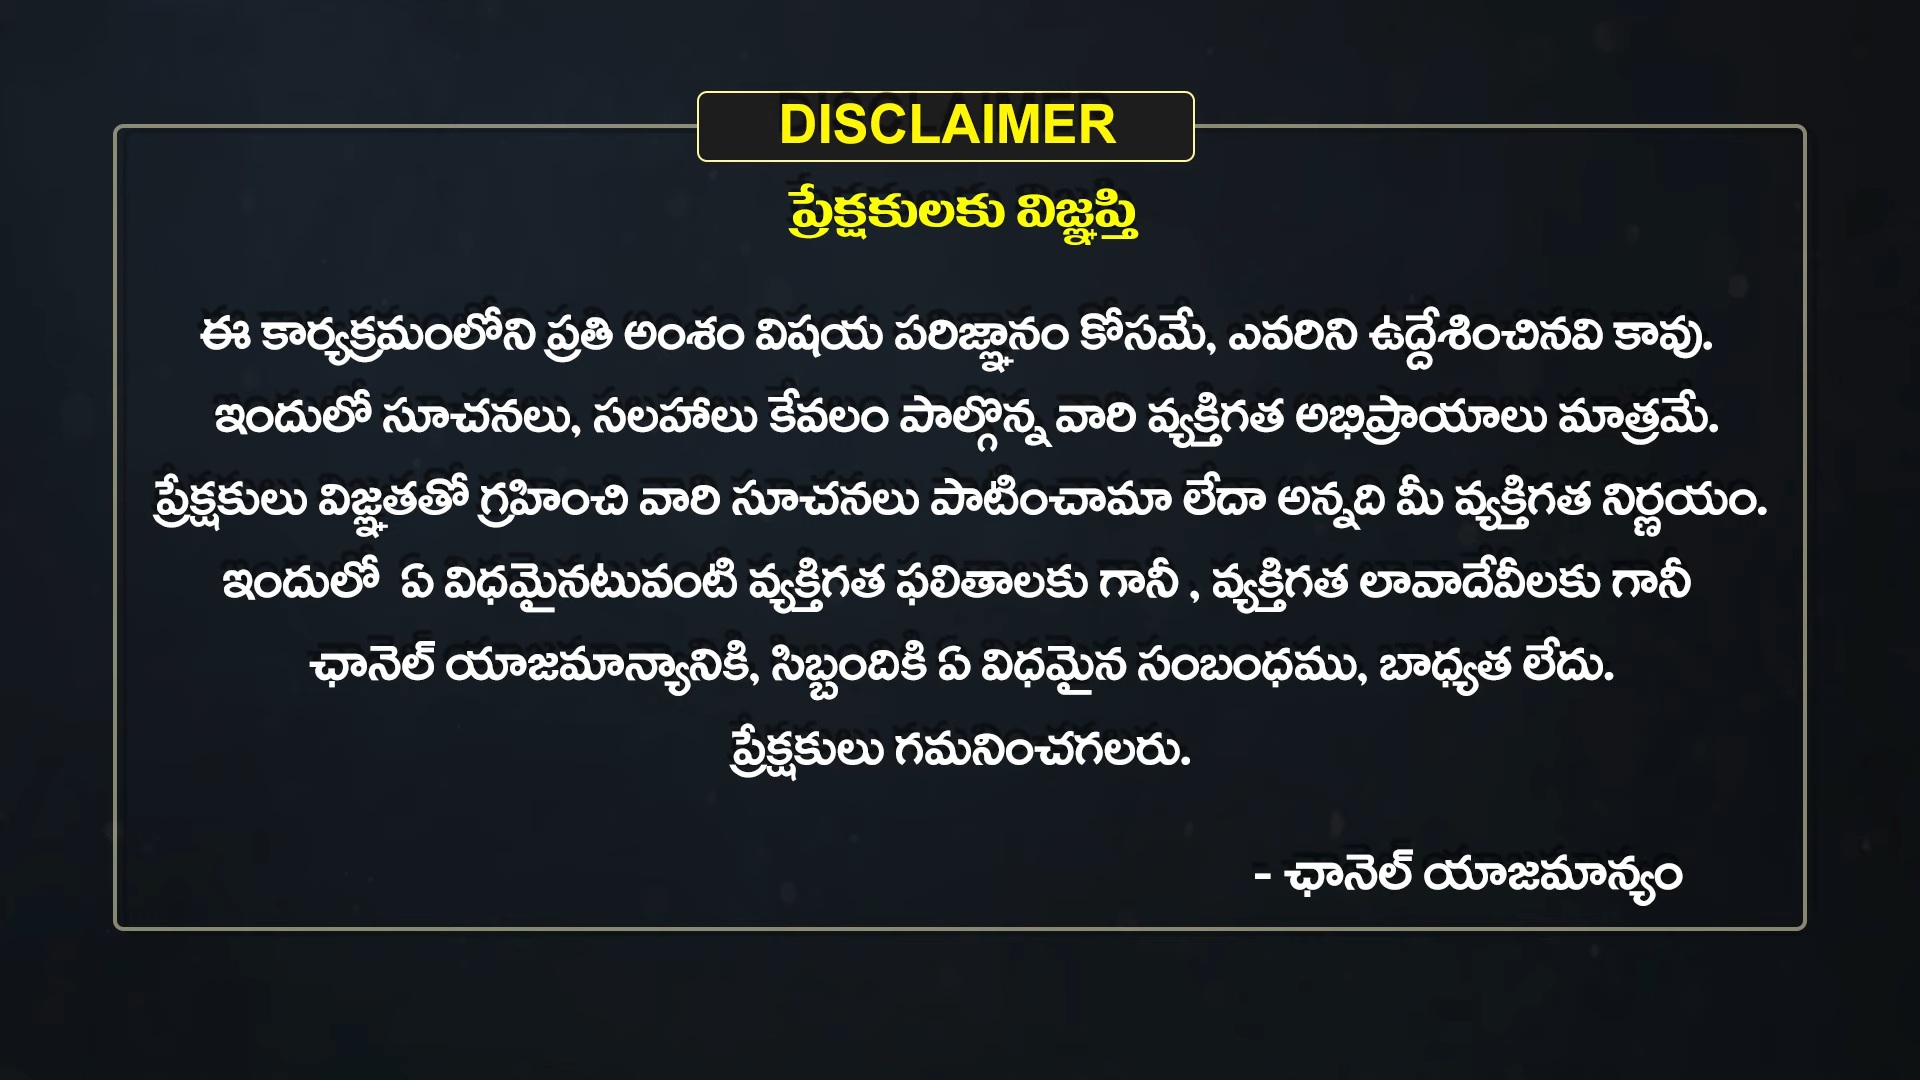 DISCLAIMER
ప్రేక్షకులకు విజ్ఞప్తి
ఈ కార్యక్రమంలోని ప్రతి అంశం విషయ పరిజ్ఞానం కోసమే, ఎవరిని ఉద్దేశించినవి కావు.
ఇందులో సూచనలు, సలహాలు కేవలం పాల్గొన్న వారి వ్యక్తిగత అభిప్రాయాలు మాత్రమే.
ప్రేక్షకులు విజ్ఞతతో గ్రహించి వారి సూచనలు పాటించామా లేదా అన్నది మీ వ్యక్తిగత నిర్ణయం.
ఇందులో ఏ విధమైనటువంటి వ్యక్తిగత ఫలితాలకు గానీ , వ్యక్తిగత లావాదేవీలకు గానీ
ఛానెల్ యాజమాన్యానికి, సిబ్బందికి ఏ విధమైన సంబంధము, బాధ్యత లేదు.
ప్రేక్షకులు గమనించగలరు.
- ఛానెల్ యాజమాన్యం